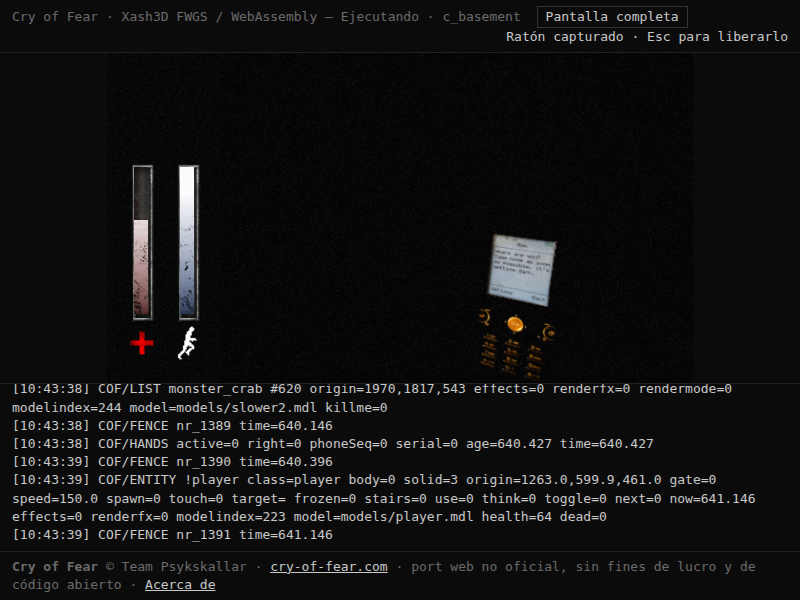 Cry of Fear · Xash3D FWGS / WebAssembly — Ejecutando · c_basement
Pantalla completa
Ratón capturado · Esc para liberarlo
[10:43:38] COF/LIST monster_crab #620 origin=1970,1817,543 effects=0 renderfx=0 rendermode=0
modelindex=244 model=models/slower2.mdl killme=0
[10:43:38] COF/FENCE nr_1389 time=640.146
[10:43:38] COF/HANDS active=0 right=0 phoneSeq=0 serial=0 age=640.427 time=640.427
[10:43:39] COF/FENCE nr_1390 time=640.396
[10:43:39] COF/ENTITY !player class=player body=0 solid=3 origin=1263.0,599.9,461.0 gate=0
speed=150.0 spawn=0 touch=0 target= frozen=0 stairs=0 use=0 think=0 toggle=0 next=0 now=641.146
effects=0 renderfx=0 modelindex=223 model=models/player.mdl health=64 dead=0
[10:43:39] COF/FENCE nr_1391 time=641.146
Cry of Fear © Team Psykskallar · cry-of-fear.com · port web no oficial, sin fines de lucro y de
código abierto · Acerca de